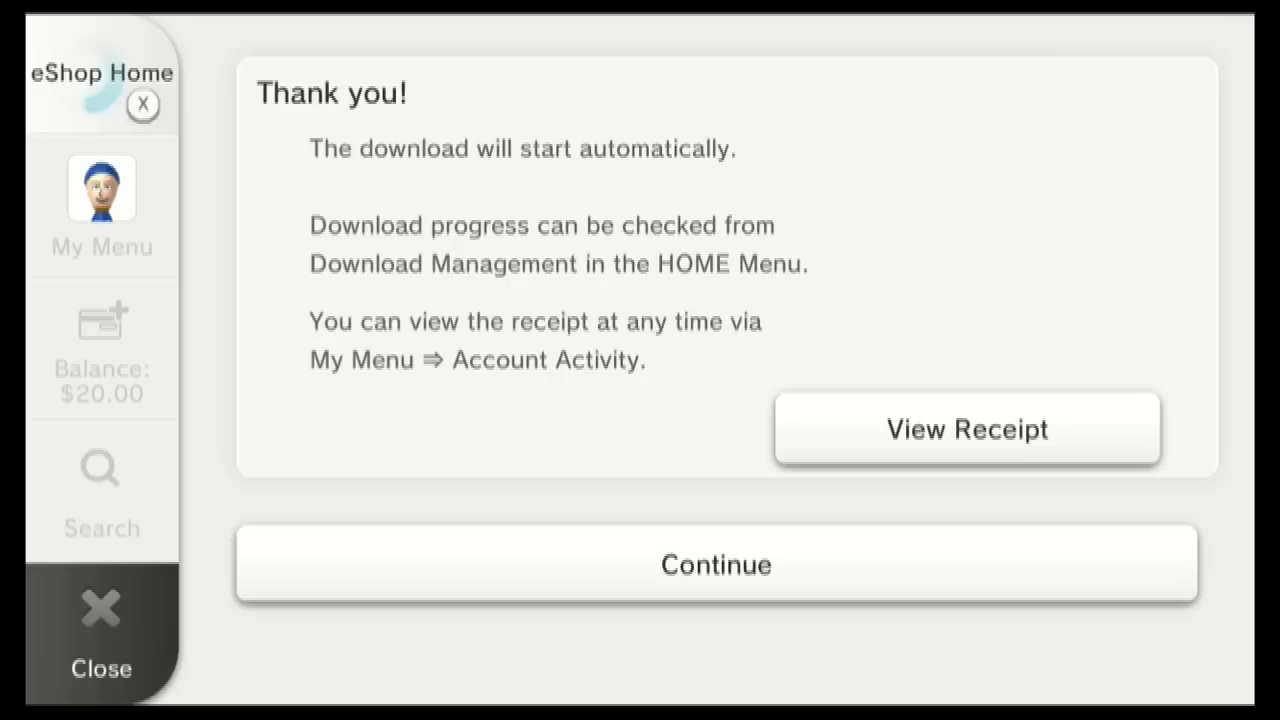 eShop Home
X
My Menu
Balance:
$20.00
Search
Close
Thank you!
The download will start automatically.
Download progress can be checked from
Download Management in the HOME Menu.
You can view the receipt at any time via
My Menu ⇒ Account Activity.
View Receipt
Continue